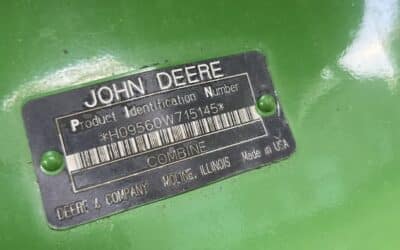 JOHN DEERE
Product Identification Number
*H09560W715145*
COMBINE
DEERE & COMPANY MOLINE, ILLINOIS Made in USA